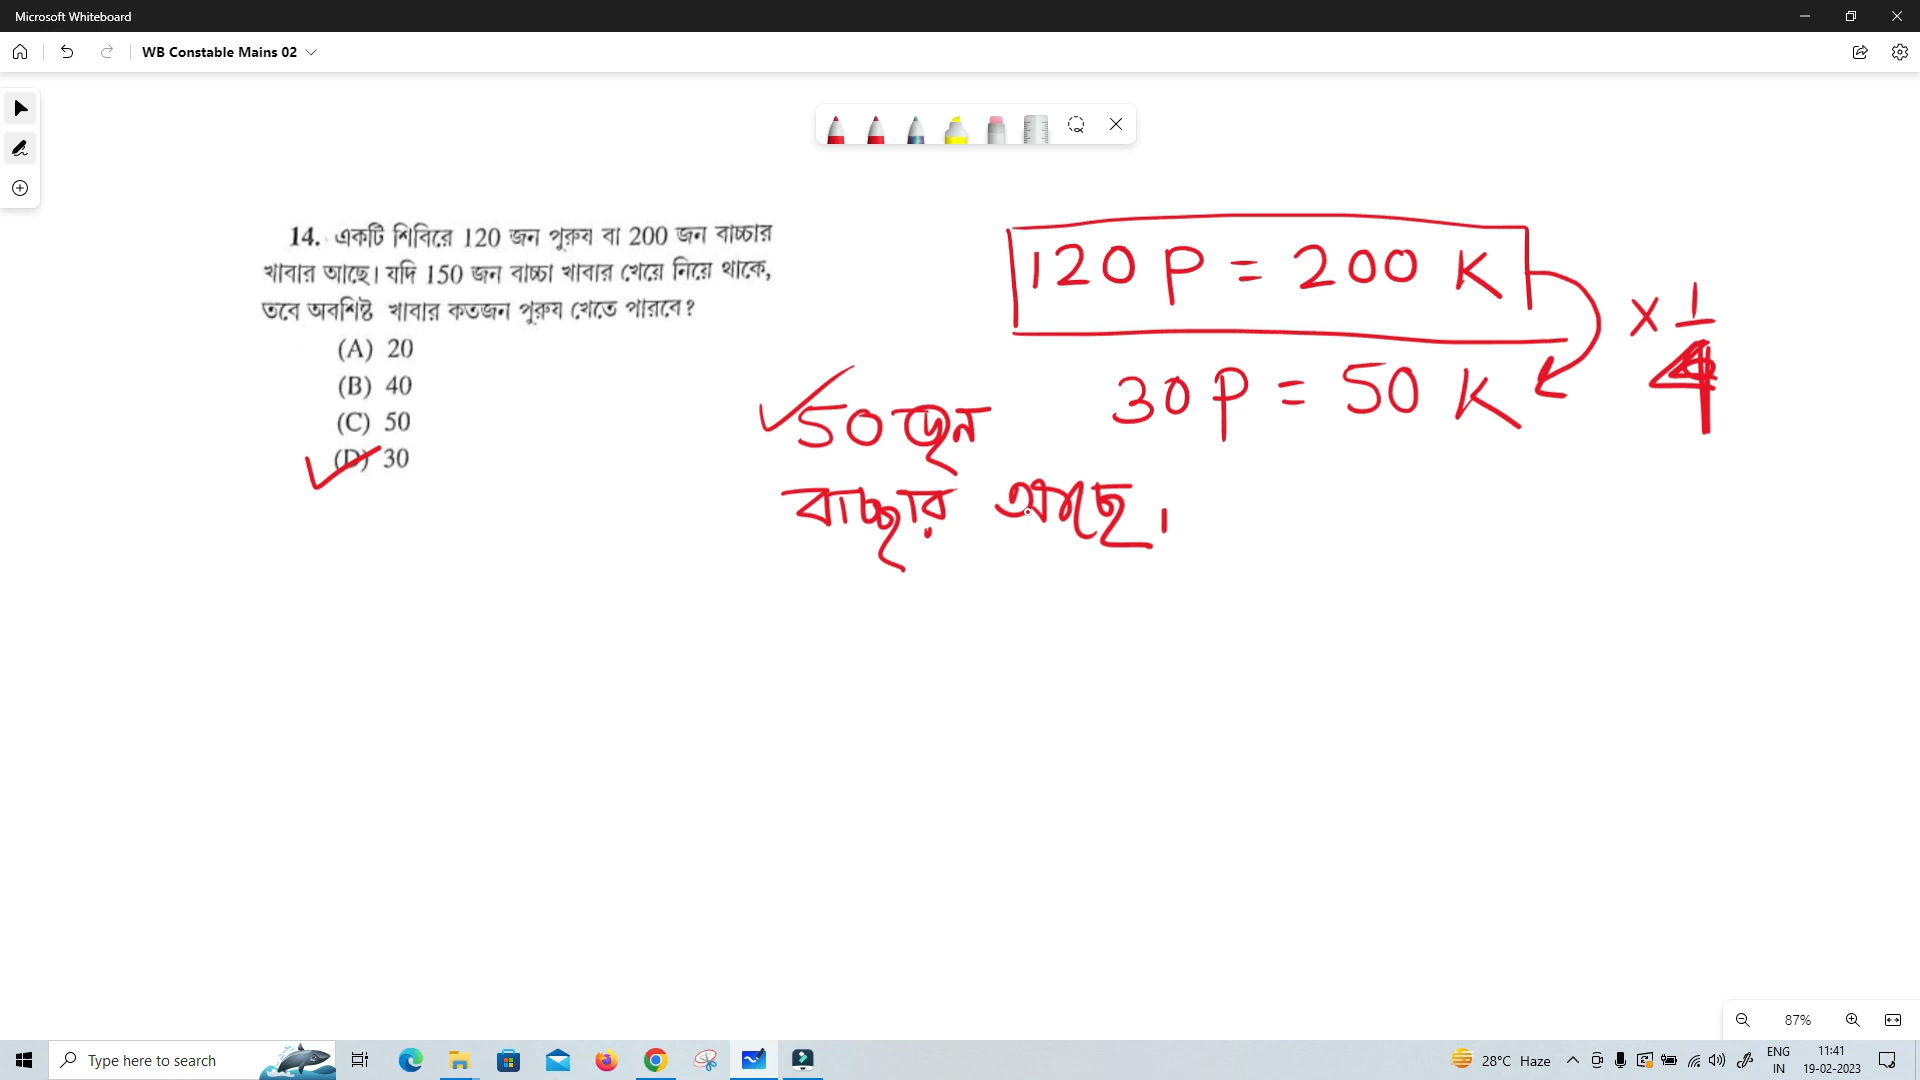 Microsoft Whiteboard
WB Constable Mains 02
14. একটি শিবিরে 120 জন পুরুষ বা 200 জন বাচ্চার
খাবার আছে। যদি 150 জন বাচ্চা খাবার খেয়ে নিয়ে থাকে,
তবে অবশিষ্ট খাবার কতজন পুরুষ খেতে পারবে?
(A) 20
(B) 40
(C) 50
(D) 30
120 P = 200 K
× 1/4
30 P = 50 K
50 জন
বাচ্ছার আছে।
87%
Type here to search
28°C Haze
ENG
IN
11:41
19-02-2023